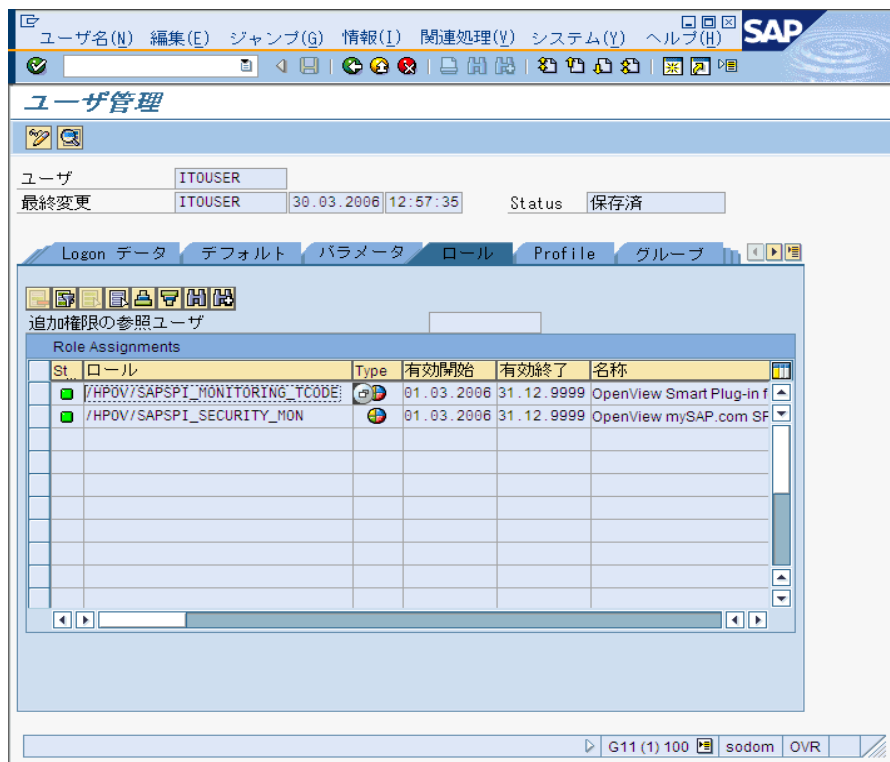 ユーザ名(N) 編集(E) ジャンプ(G) 情報(I) 関連処理(V) システム(Y) ヘルプ(H) SAP
ユーザ管理
ユーザ ITOUSER
最終変更 ITOUSER 30.03.2006 12:57:35 Status 保存済
Logon データ デフォルト パラメータ ロール Profile グループ
追加権限の参照ユーザ
Role Assignments
St... ロール Type 有効開始 有効終了 名称
/HPOV/SAPSPI_MONITORING_TCODE 01.03.2006 31.12.9999 OpenView Smart Plug-in f
/HPOV/SAPSPI_SECURITY_MON 01.03.2006 31.12.9999 OpenView mySAP.com SF
G11 (1) 100 sodom OVR